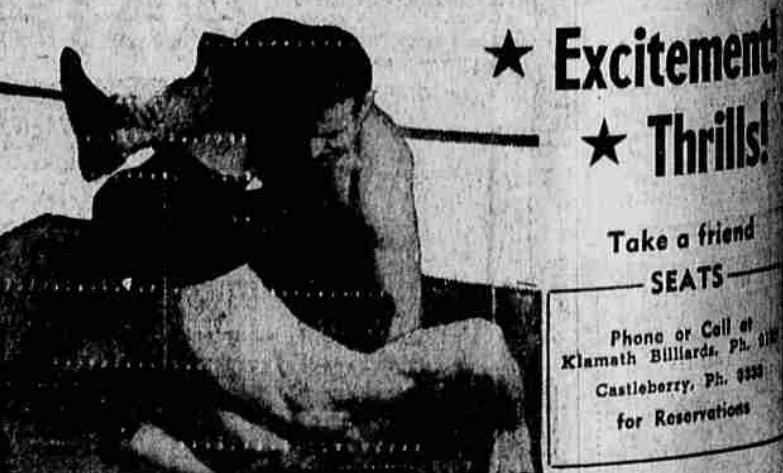 ★ Excitement
★ Thrills!
Take a friend
SEATS
Phone or Call at
Klamath Billiards, Ph.
Castleberry, Ph.
for Reservations